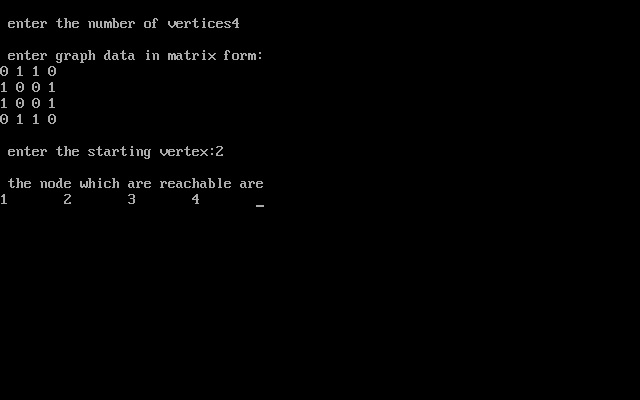 enter the number of vertices4
enter graph data in matrix form:
0 1 1 0
1 0 0 1
1 0 0 1
0 1 1 0
enter the starting vertex:2
the node which are reachable are
1 2 3 4 _